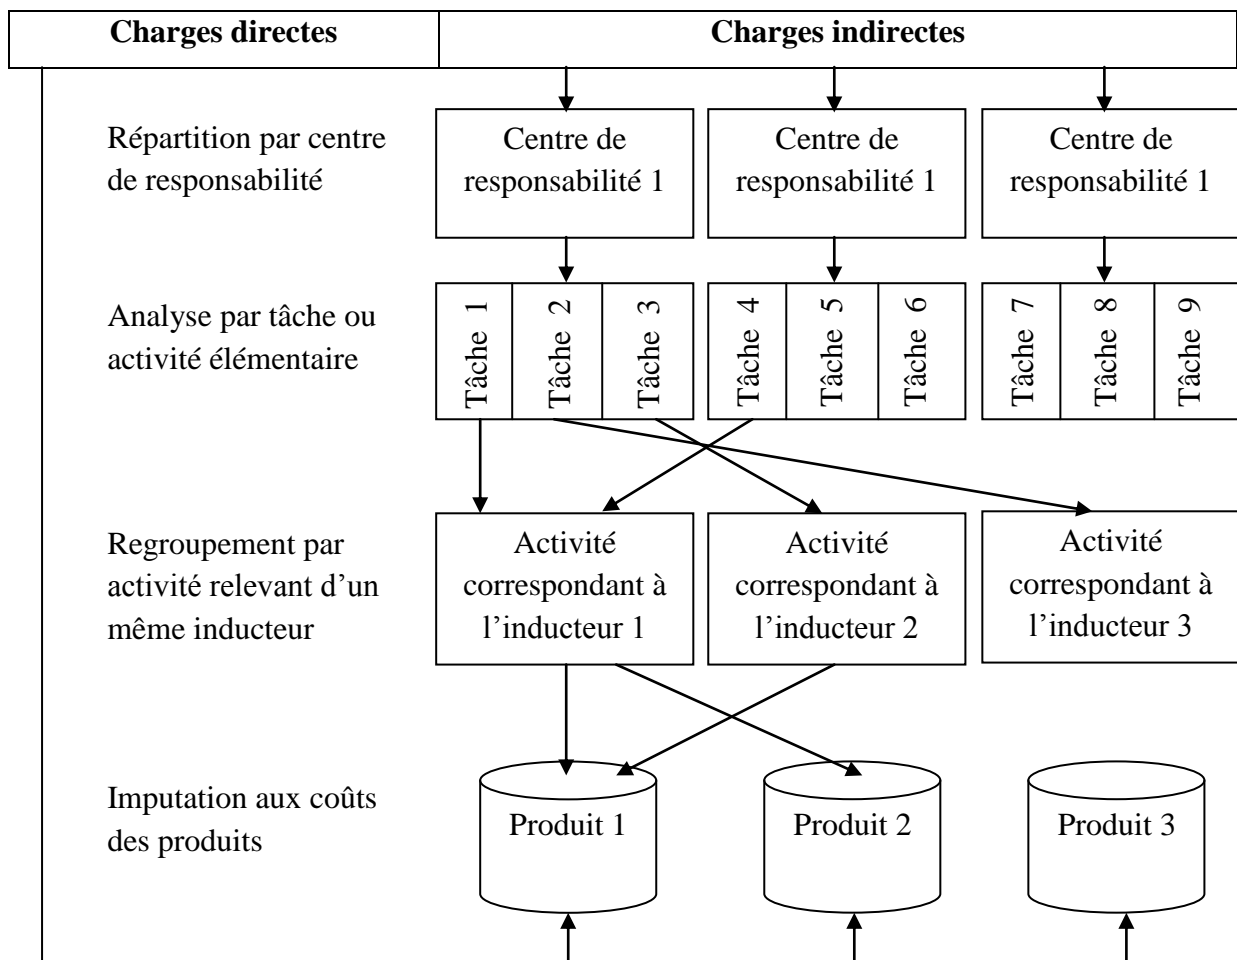 Charges directes
Charges indirectes
Répartition par centre
de responsabilité
Centre de
responsabilité 1
Centre de
responsabilité 1
Centre de
responsabilité 1
Analyse par tâche ou
activité élémentaire
Tâche 1
Tâche 2
Tâche 3
Tâche 4
Tâche 5
Tâche 6
Tâche 7
Tâche 8
Tâche 9
Regroupement par
activité relevant d’un
même inducteur
Activité
correspondant à
l’inducteur 1
Activité
correspondant à
l’inducteur 2
Activité
correspondant à
l’inducteur 3
Imputation aux coûts
des produits
Produit 1
Produit 2
Produit 3